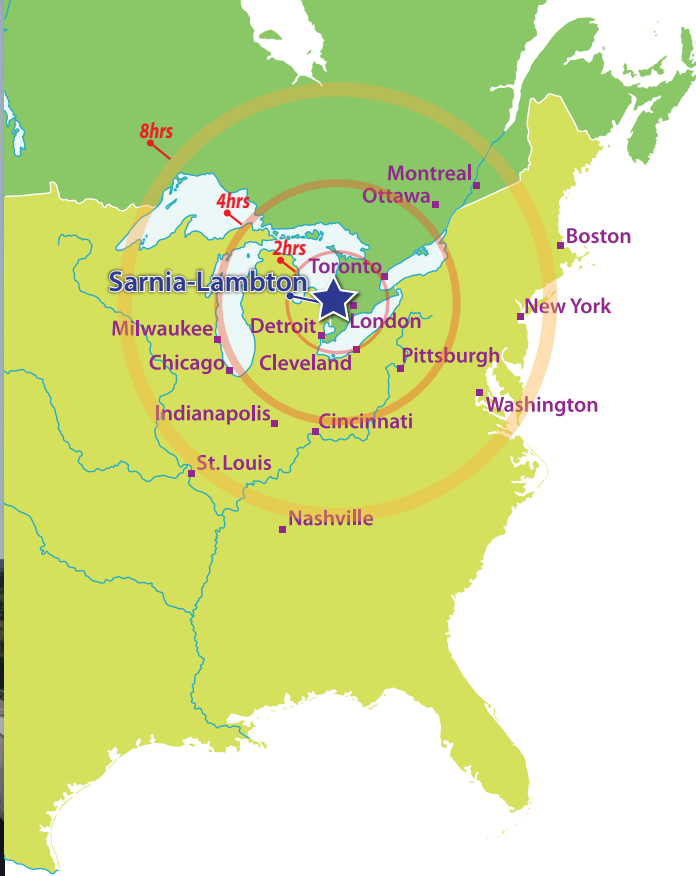 8hrs
Montreal
Ottawa
4hrs
Boston
2hrs
Toronto
Sarnia-Lambton
New York
London
Milwaukee
Detroit
Chicago
Cleveland
Pittsburgh
Washington
Indianapolis
Cincinnati
St. Louis
Nashville